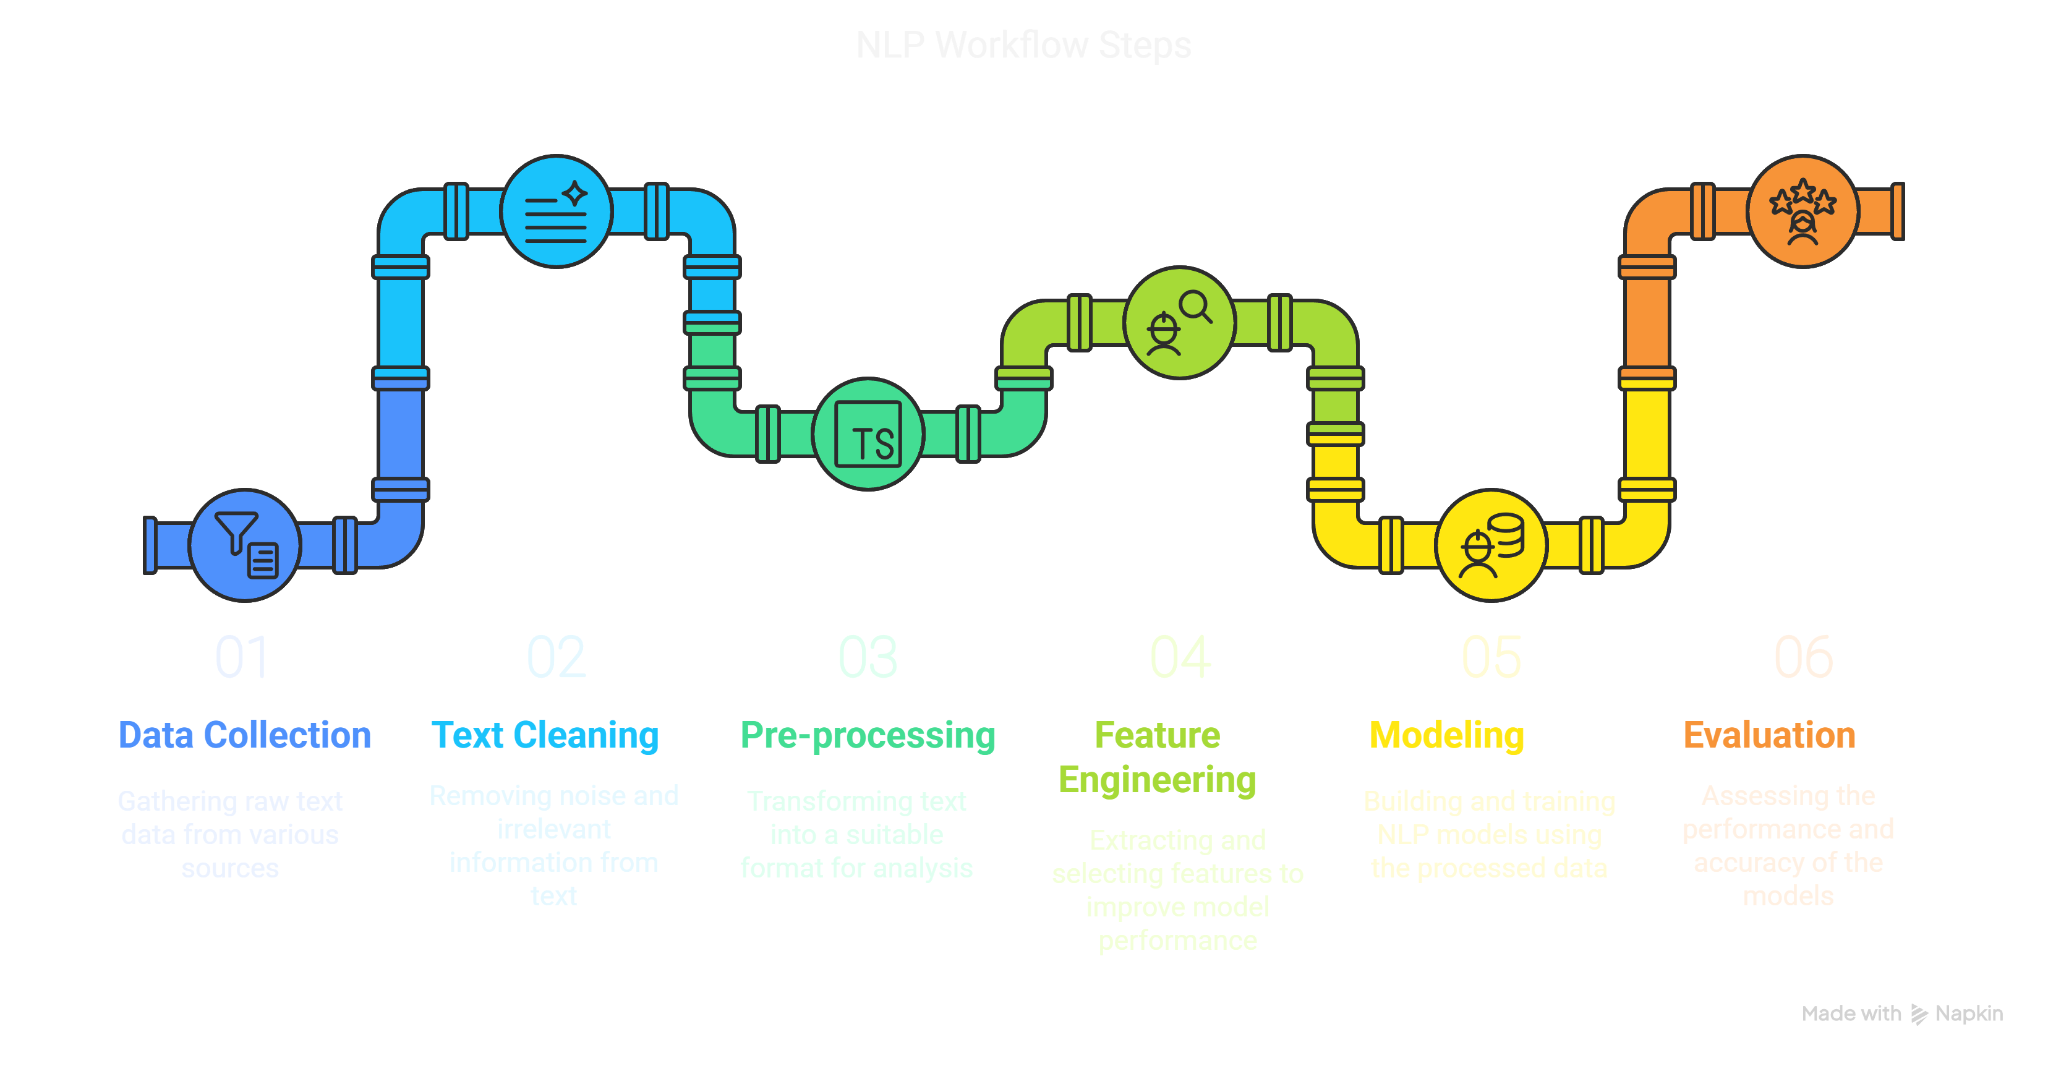 NLP Workflow Steps
TS
01
Data Collection
Gathering raw text
data from various
sources
02
Text Cleaning
Removing noise and
irrelevant
information from
text
03
Pre-processing
Transforming text
into a suitable
format for analysis
04
Feature
Engineering
Extracting and
selecting features to
improve model
performance
05
Modeling
Building and training
NLP models using
the processed data
06
Evaluation
Assessing the
performance and
accuracy of the
models
Made with Napkin